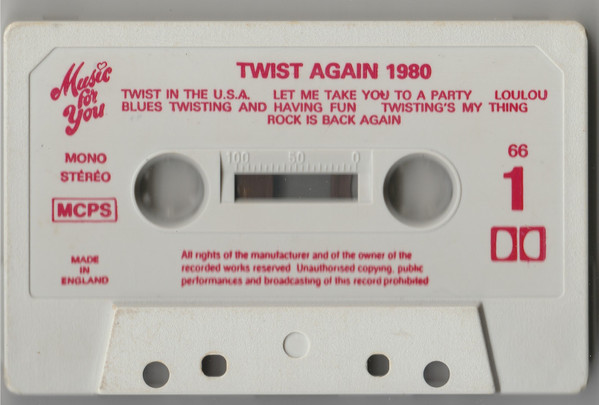 Music
for
You
TWIST AGAIN 1980
TWIST IN THE U.S.A. LET ME TAKE YOU TO A PARTY LOULOU
BLUES TWISTING AND HAVING FUN TWISTING'S MY THING
ROCK IS BACK AGAIN
MONO
STÉRÉO
MCPS
100 50 0
66
1
MADE
IN
ENGLAND
All rights of the manufacturer and of the owner of the
recorded works reserved Unauthorised copying, public
performances and broadcasting of this record prohibited